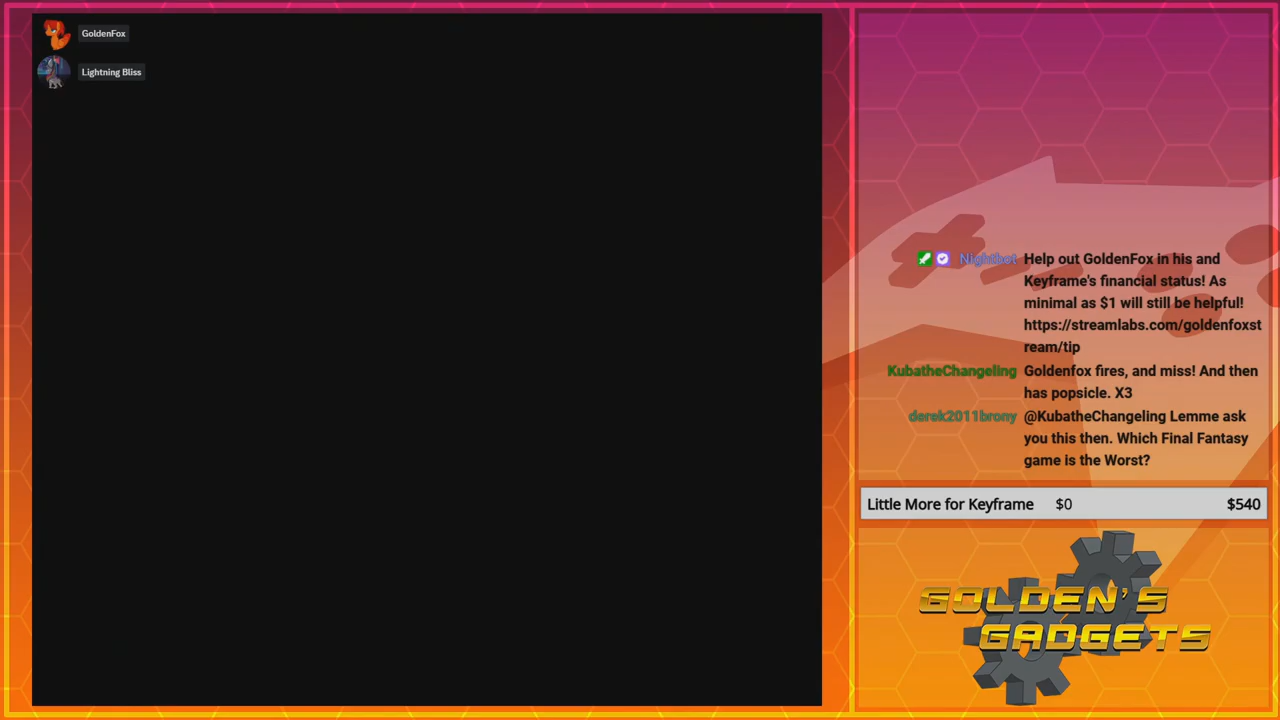 GoldenFox
Lightning Bliss
Nightbot Help out GoldenFox in his and
Keyframe's financial status! As
minimal as $1 will still be helpful!
https://streamlabs.com/goldenfoxst
ream/tip
KubatheChangeling Goldenfox fires, and miss! And then
has popsicle. X3
derek2011brony @KubatheChangeling Lemme ask
you this then. Which Final Fantasy
game is the Worst?
Little More for Keyframe $0 $540
GOLDEN'S
GADGETS